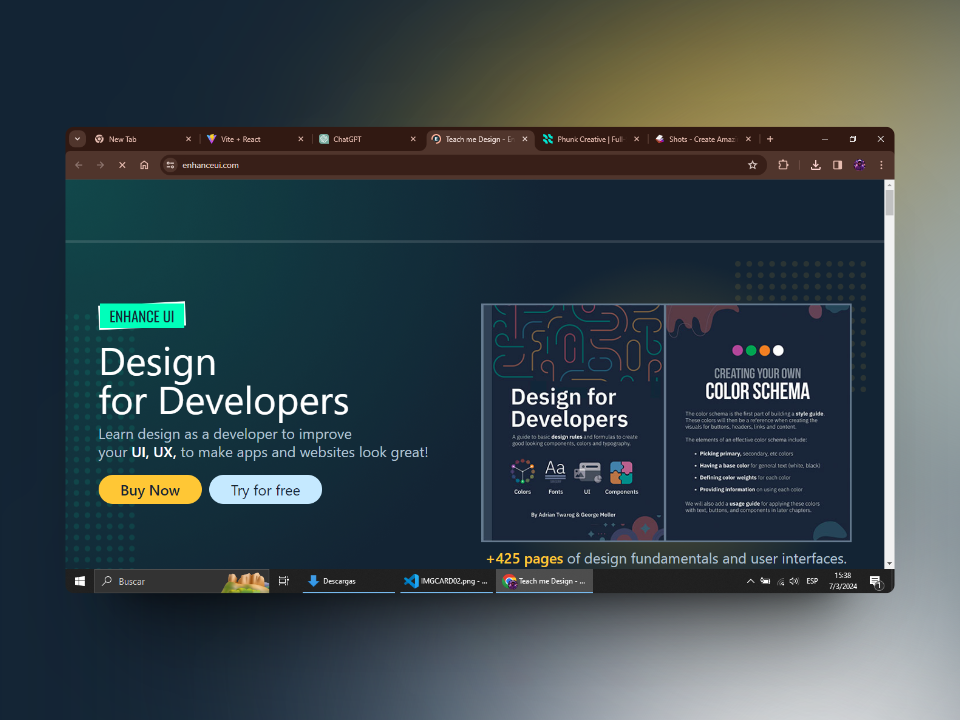 New Tab
Vite + React
ChatGPT
Teach me Design - En
Phunk Creative | Full
Shots - Create Amaz
enhanceui.com
ENHANCE UI
Design
for Developers
Learn design as a developer to improve
your UI, UX, to make apps and websites look great!
Buy Now
Try for free
Design for
Developers
A guide to basic design rules and formulas to create
good looking components, colors and typography.
Aa
Colors
Fonts
UI
Components
By Adrian Twarog & George Moller
CREATING YOUR OWN
COLOR SCHEMA
The color schema is the first part of building a style guide.
These colors will then be a reference when creating the
visuals for buttons, headers, links and content.
The elements of an effective color schema include:
• Picking primary, secondary, etc colors
• Having a base color for general text (white, black)
• Defining color weights for each color
• Providing information on using each color
We will also add a usage guide for applying these colors
with text, buttons, and components in later chapters.
+425 pages of design fundamentals and user interfaces.
Buscar
Descargas
IMGCARD02.png - ...
Teach me Design - ...
ESP
15:38
7/3/2024
1